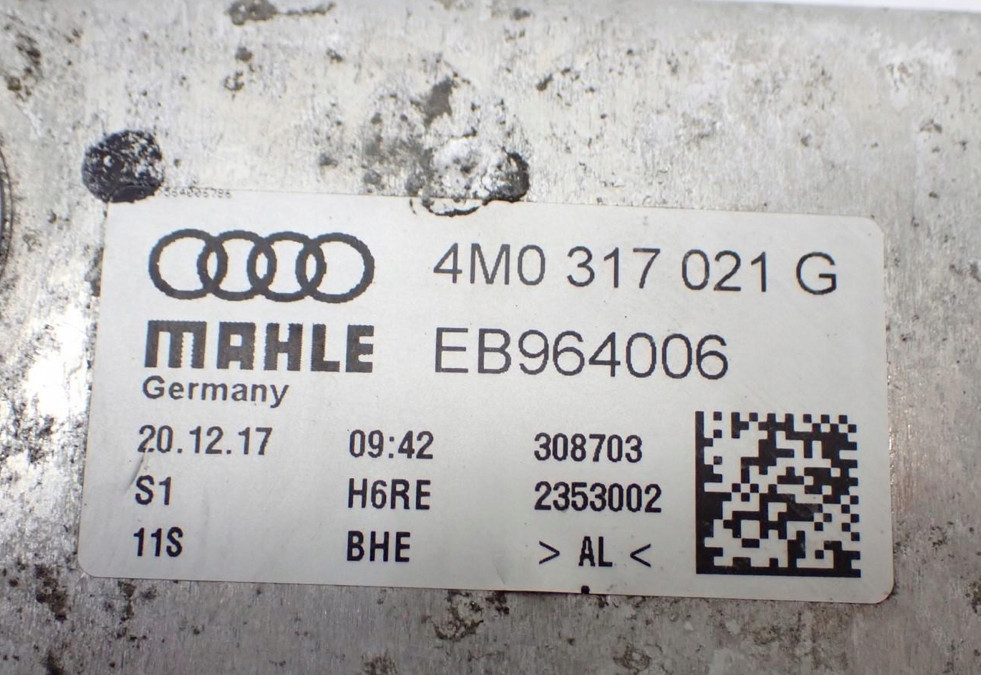 4M0 317 021 G
MAHLE EB964006
Germany
20.12.17 09:42 308703
S1 H6RE 2353002
11S BHE > AL <